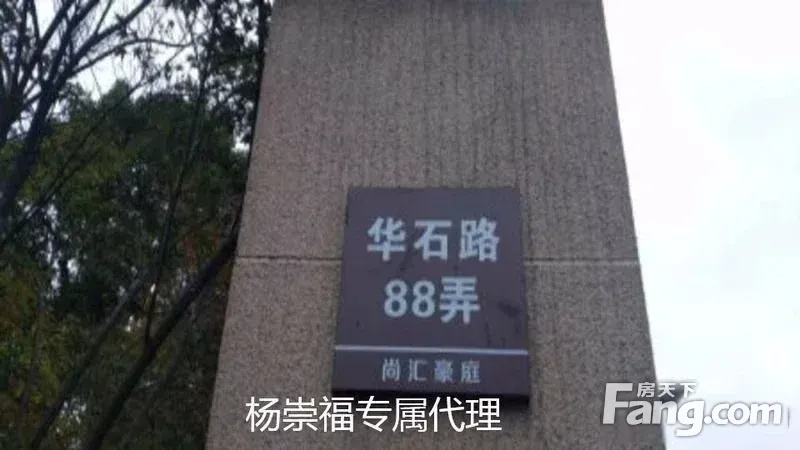 华石路
88弄
尚汇豪庭
杨崇福专属代理
房天下
Fang.com